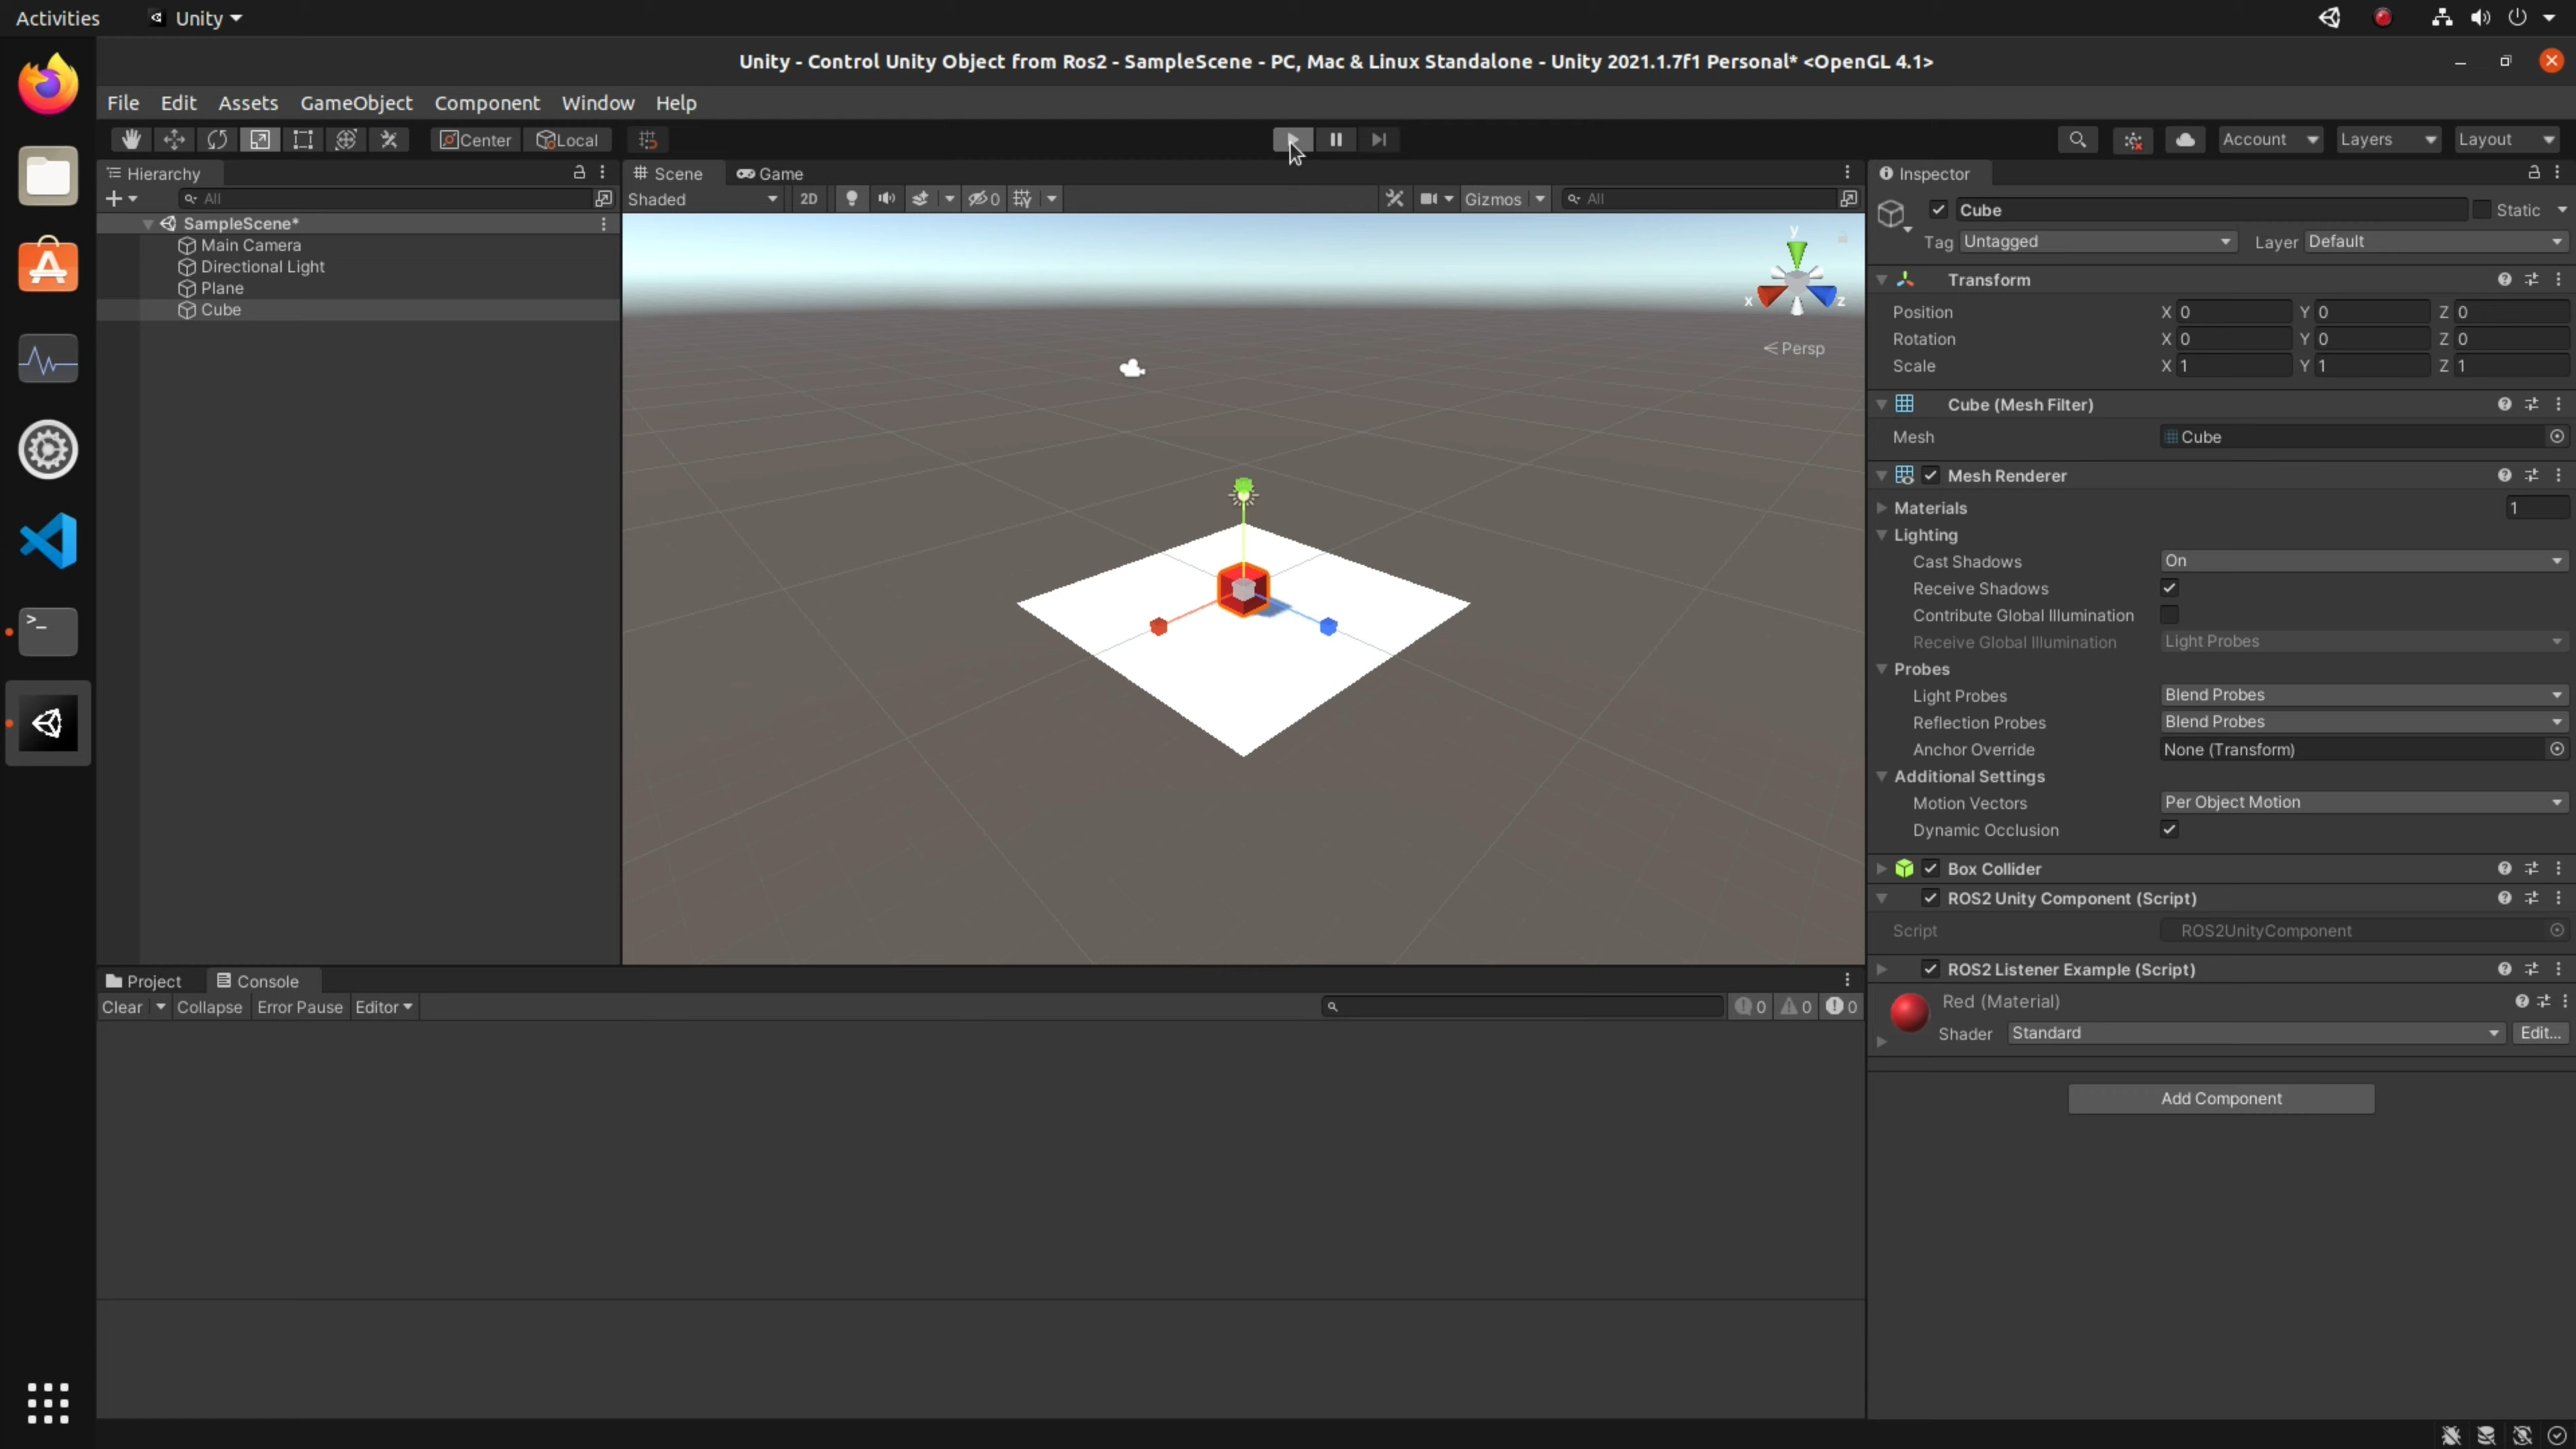 Activities
Unity
Unity - Control Unity Object from Ros2 - SampleScene - PC, Mac & Linux Standalone - Unity 2021.1.7f1 Personal* <OpenGL 4.1>
File Edit Assets GameObject Component Window Help
Center Local
Account Layers Layout
Hierarchy
All
SampleScene*
Main Camera
Directional Light
Plane
Cube
Scene Game
Shaded 2D 0 Gizmos All
y
x z
Persp
Inspector
Cube Static
Tag Untagged Layer Default
Transform
Position X 0 Y 0 Z 0
Rotation X 0 Y 0 Z 0
Scale X 1 Y 1 Z 1
Cube (Mesh Filter)
Mesh Cube
Mesh Renderer
Materials 1
Lighting
Cast Shadows On
Receive Shadows
Contribute Global Illumination
Receive Global Illumination Light Probes
Probes
Light Probes Blend Probes
Reflection Probes Blend Probes
Anchor Override None (Transform)
Additional Settings
Motion Vectors Per Object Motion
Dynamic Occlusion
Box Collider
ROS2 Unity Component (Script)
Script ROS2UnityComponent
ROS2 Listener Example (Script)
Red (Material)
Shader Standard Edit...
Add Component
Project Console
Clear Collapse Error Pause Editor
0 0 0